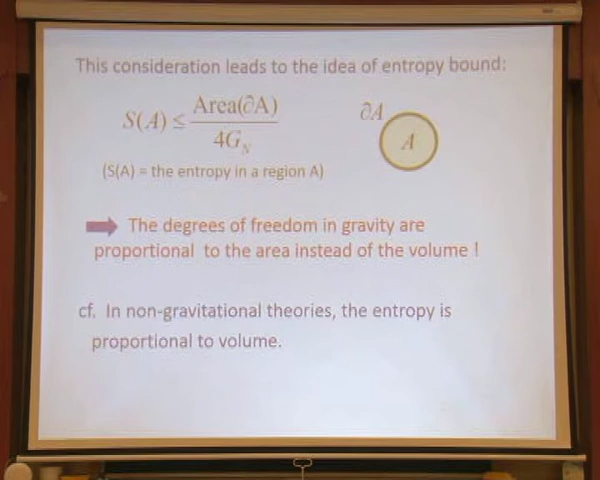 This consideration leads to the idea of entropy bound:
S(A) ≤ Area(∂A) / 4G_N
∂A
A
(S(A) = the entropy in a region A)
The degrees of freedom in gravity are
proportional to the area instead of the volume !
cf. In non-gravitational theories, the entropy is
proportional to volume.